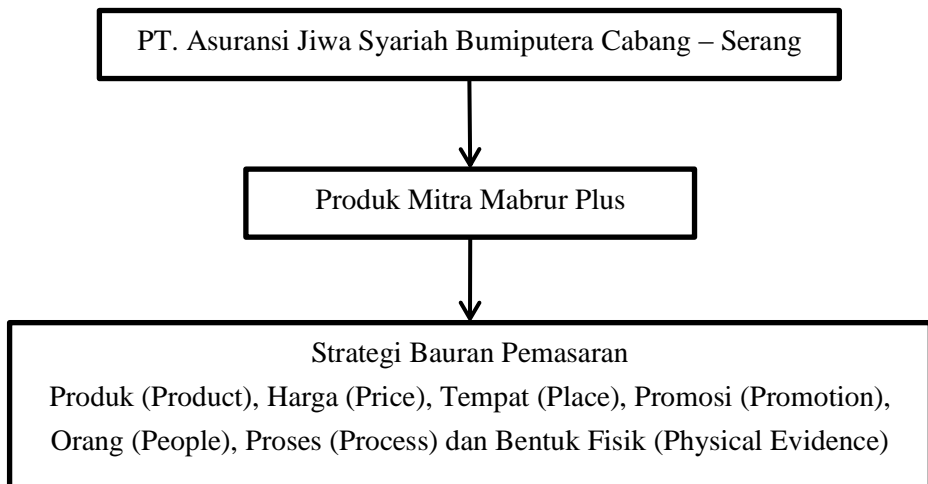 PT. Asuransi Jiwa Syariah Bumiputera Cabang – Serang
Produk Mitra Mabrur Plus
Strategi Bauran Pemasaran
Produk (Product), Harga (Price), Tempat (Place), Promosi (Promotion),
Orang (People), Proses (Process) dan Bentuk Fisik (Physical Evidence)